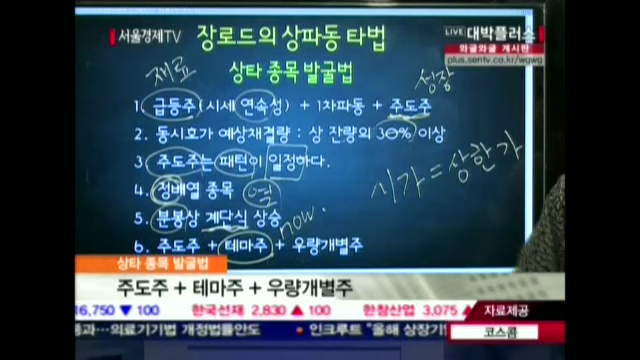 서울경제TV
장로드의 상파동 타법
LIVE 대박플러스
와글와글 게시판
plus.sentv.co.kr/wgwg
재료
상타 종목 발굴법
성장
1. 급등주(시세 연속성) + 1차파동 + 주도주
2. 동시호가 예상채결량 : 상 잔량의 30% 이상
3. 주도주는 패턴이 일정하다.
시가 = 상한가
4. 정배열 종목
열
5. 분봉상 계단식 상승
now.
6. 주도주 + 테마주 + 우량개별주
상타 종목 발굴법
주도주 + 테마주 + 우량개별주
16,750 ▼ 100 한국선재 2,830 ▲ 100 한창산업 3,075 ▲
자료제공
코스콤
통과…의료기기법 개정법률안도 인크루트 "올해 상장기